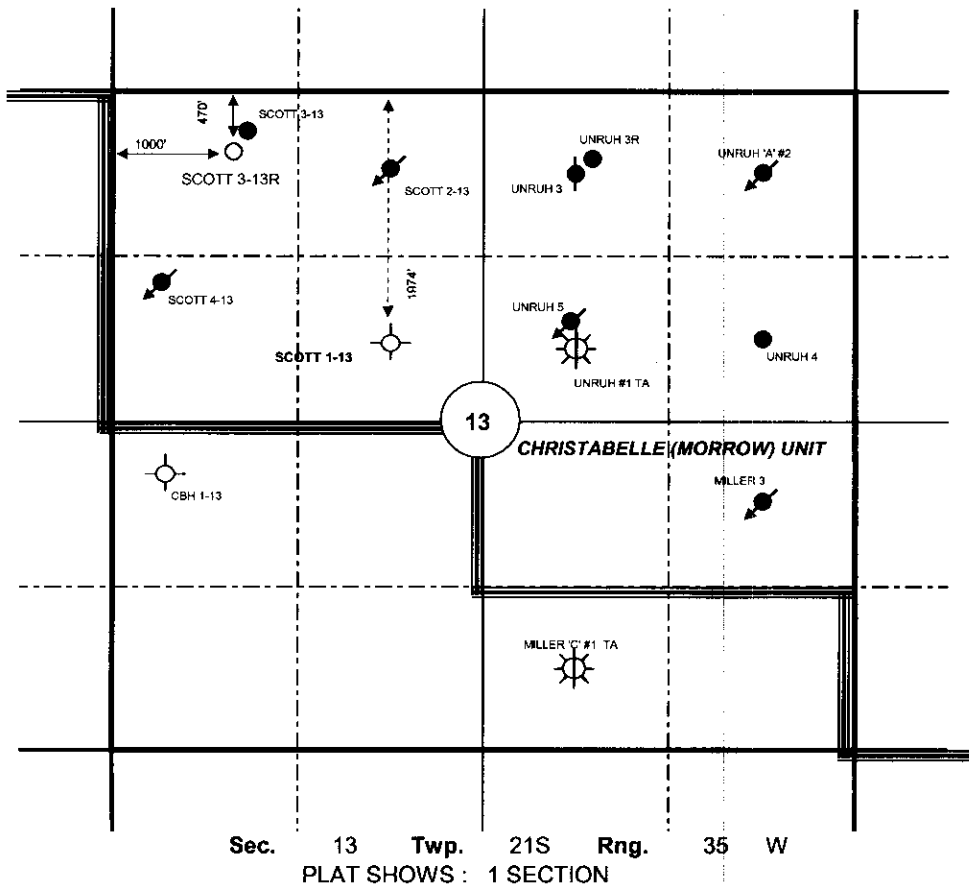 470'
SCOTT 3-13
1000'
SCOTT 3-13R
UNRUH 3R
UNRUH 3
UNRUH 'A' #2
SCOTT 2-13
SCOTT 4-13
1974'
UNRUH 5
SCOTT 1-13
UNRUH 4
UNRUH #1 TA
13
CHRISTABELLE (MORROW) UNIT
CBH 1-13
MILLER 3
MILLER 'C' #1 TA
Sec. 13 Twp. 21S Rng. 35 W
PLAT SHOWS : 1 SECTION